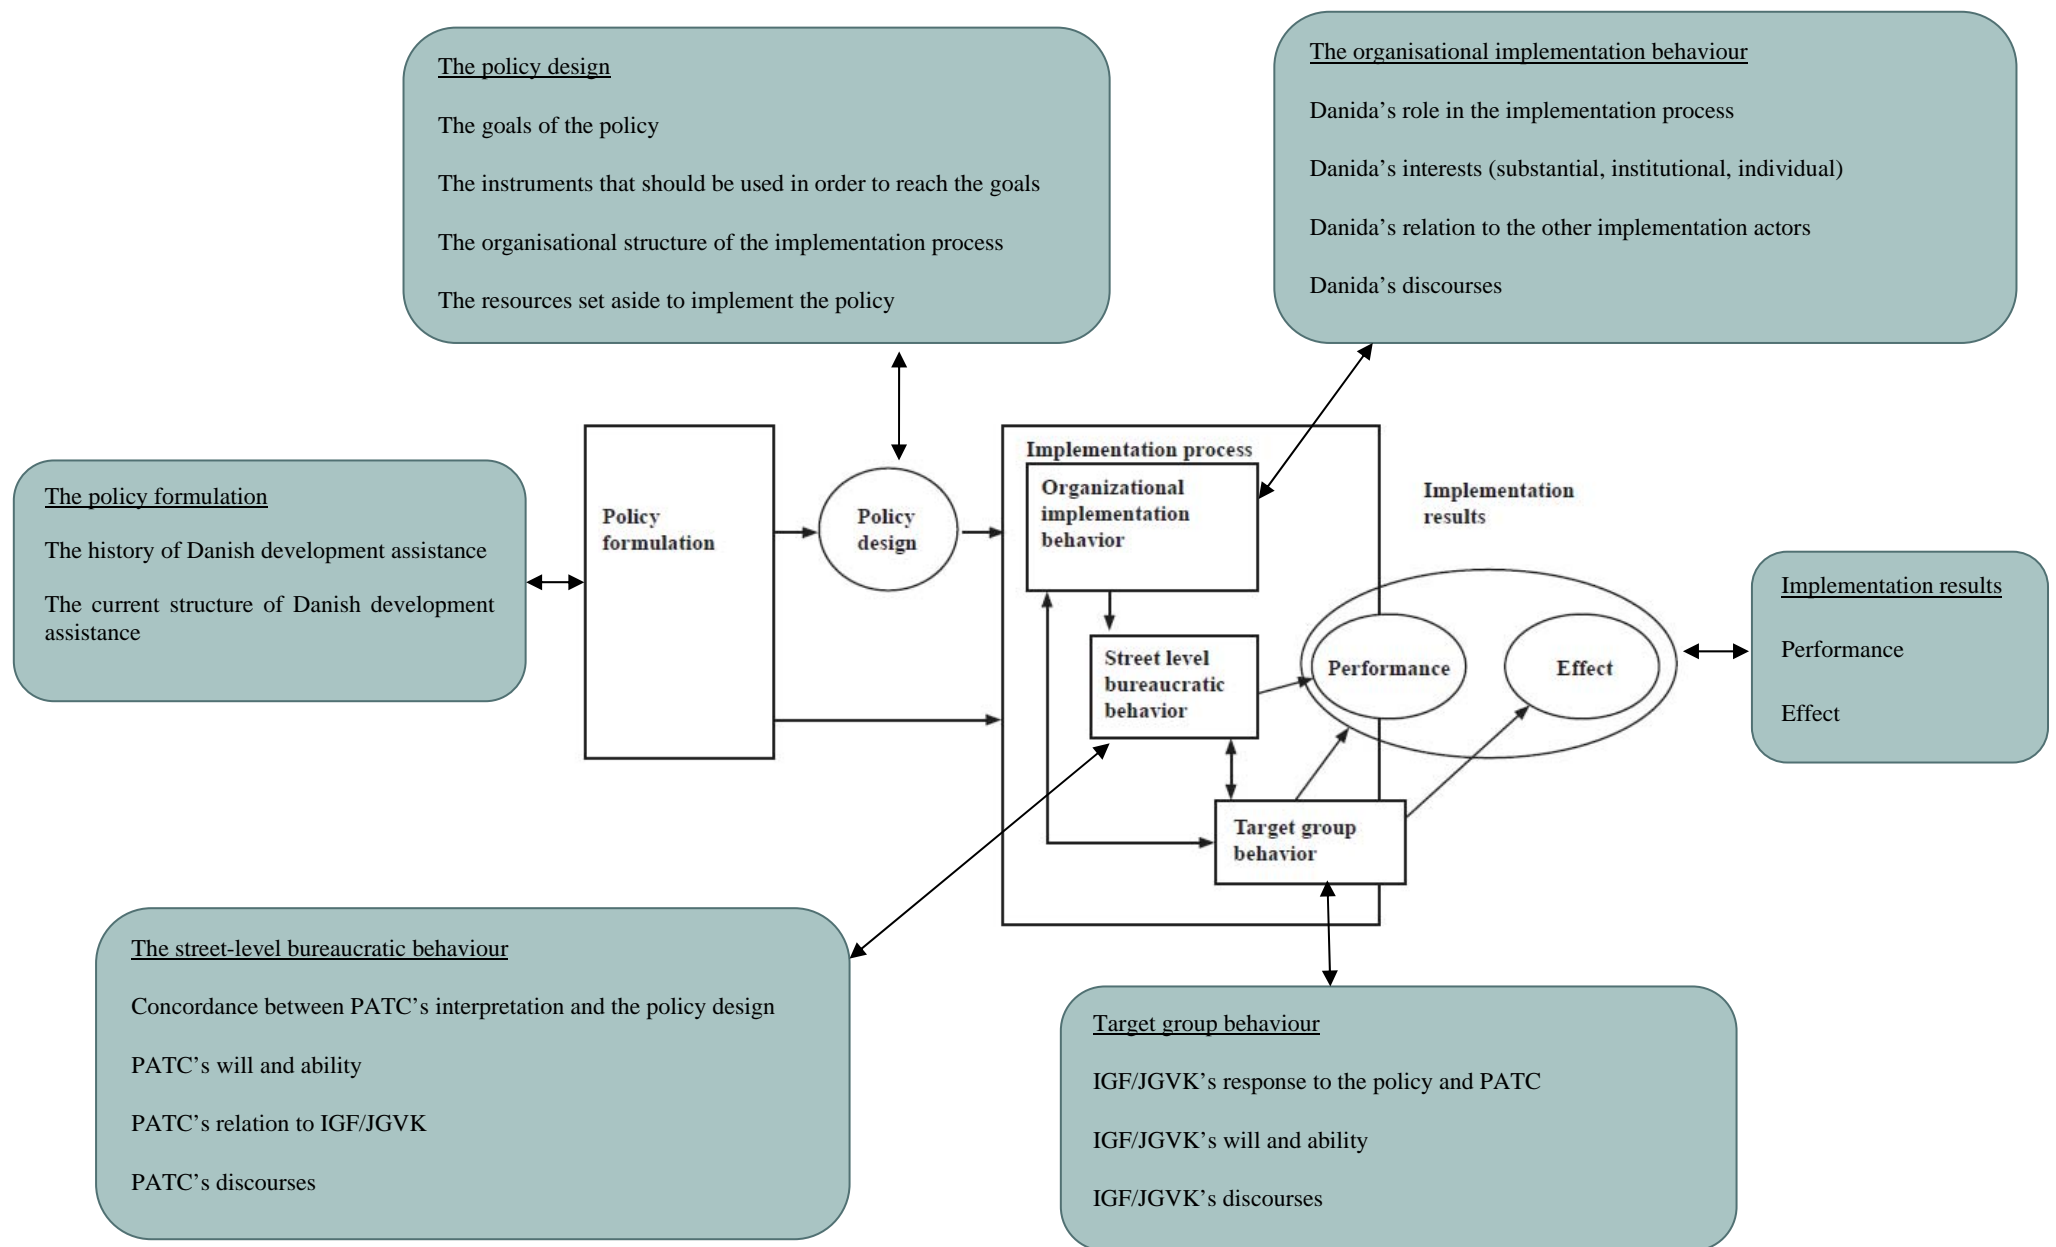 The policy design
The goals of the policy
The instruments that should be used in order to reach the goals
The organisational structure of the implementation process
The resources set aside to implement the policy
The organisational implementation behaviour
Danida’s role in the implementation process
Danida’s interests (substantial, institutional, individual)
Danida’s relation to the other implementation actors
Danida’s discourses
The policy formulation
The history of Danish development assistance
The current structure of Danish development
assistance
Policy
formulation
Policy
design
Implementation process
Organizational
implementation
behavior
Street level
bureaucratic
behavior
Target group
behavior
Implementation
results
Performance
Effect
Implementation results
Performance
Effect
The street-level bureaucratic behaviour
Concordance between PATC’s interpretation and the policy design
PATC’s will and ability
PATC’s relation to IGF/JGVK
PATC’s discourses
Target group behaviour
IGF/JGVK’s response to the policy and PATC
IGF/JGVK’s will and ability
IGF/JGVK’s discourses